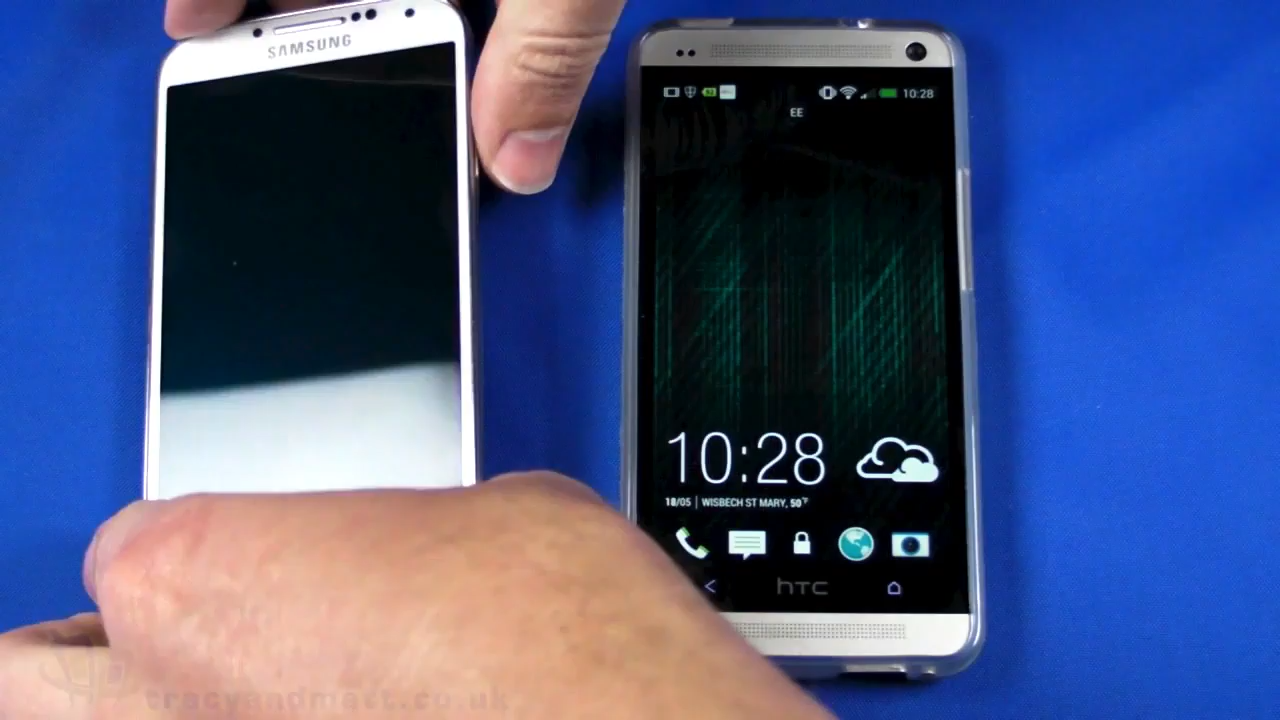 SAMSUNG
10:28
EE
10:28
18/05 | WISBECH ST MARY, 50°F
hTC
tracyandmatt.co.uk